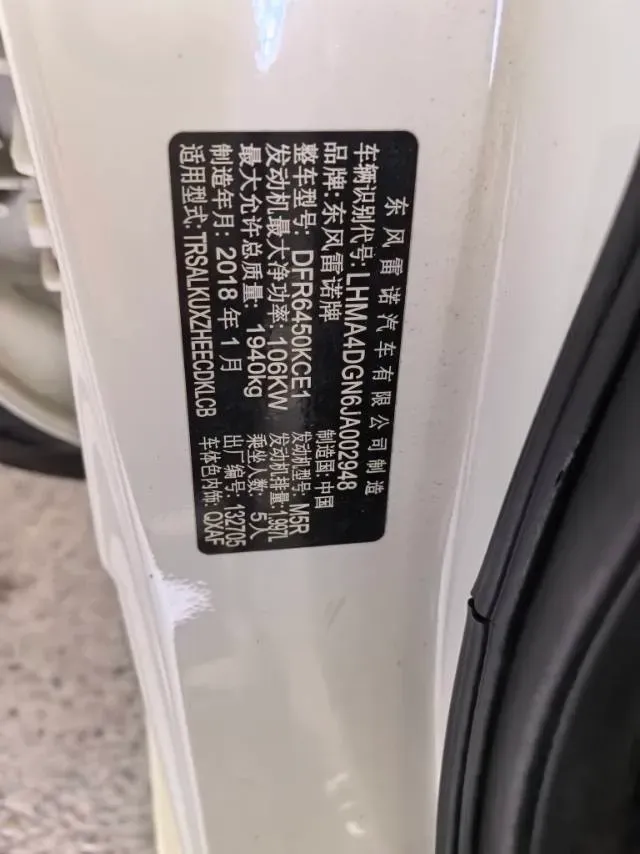 东风雷诺汽车有限公司制造
车辆识别代号: LHMA4DGN6JA002948
品牌: 东风雷诺牌 制造国: 中国
整车型号: DFR6450KCE1 发动机型号: M5R
发动机最大净功率: 106KW 发动机排量: 1.997L
最大允许总质量: 1940kg 乘坐人数: 5人
制造年月: 2018 年 1 月 出厂编号: 132705
适用型式: TRSALKUXZHEECDKLCB 车体色内饰: QXAF